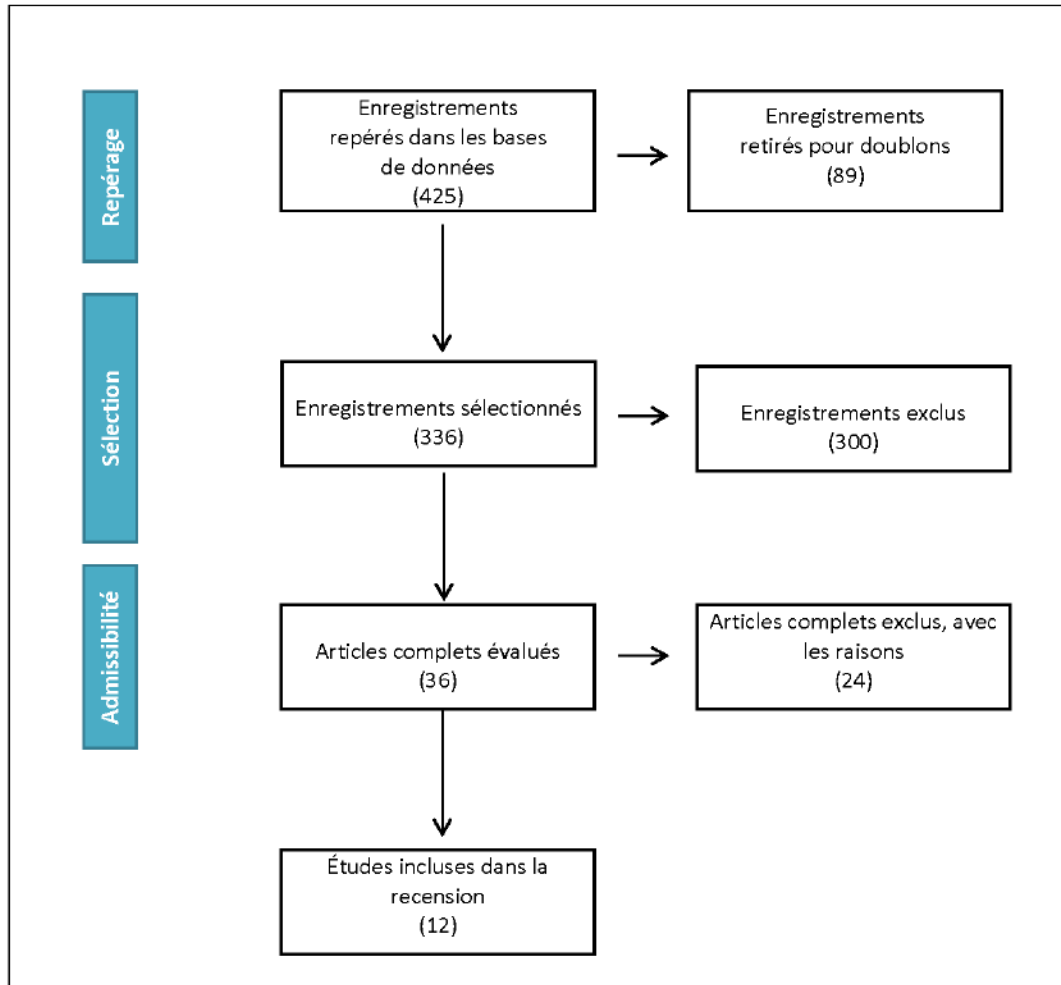 Repérage
Enregistrements
repérés dans les bases
de données
(425)
Enregistrements
retirés pour doublons
(89)
Sélection
Enregistrements sélectionnés
(336)
Enregistrements exclus
(300)
Admissibilité
Articles complets évalués
(36)
Articles complets exclus, avec
les raisons
(24)
Études incluses dans la
recension
(12)